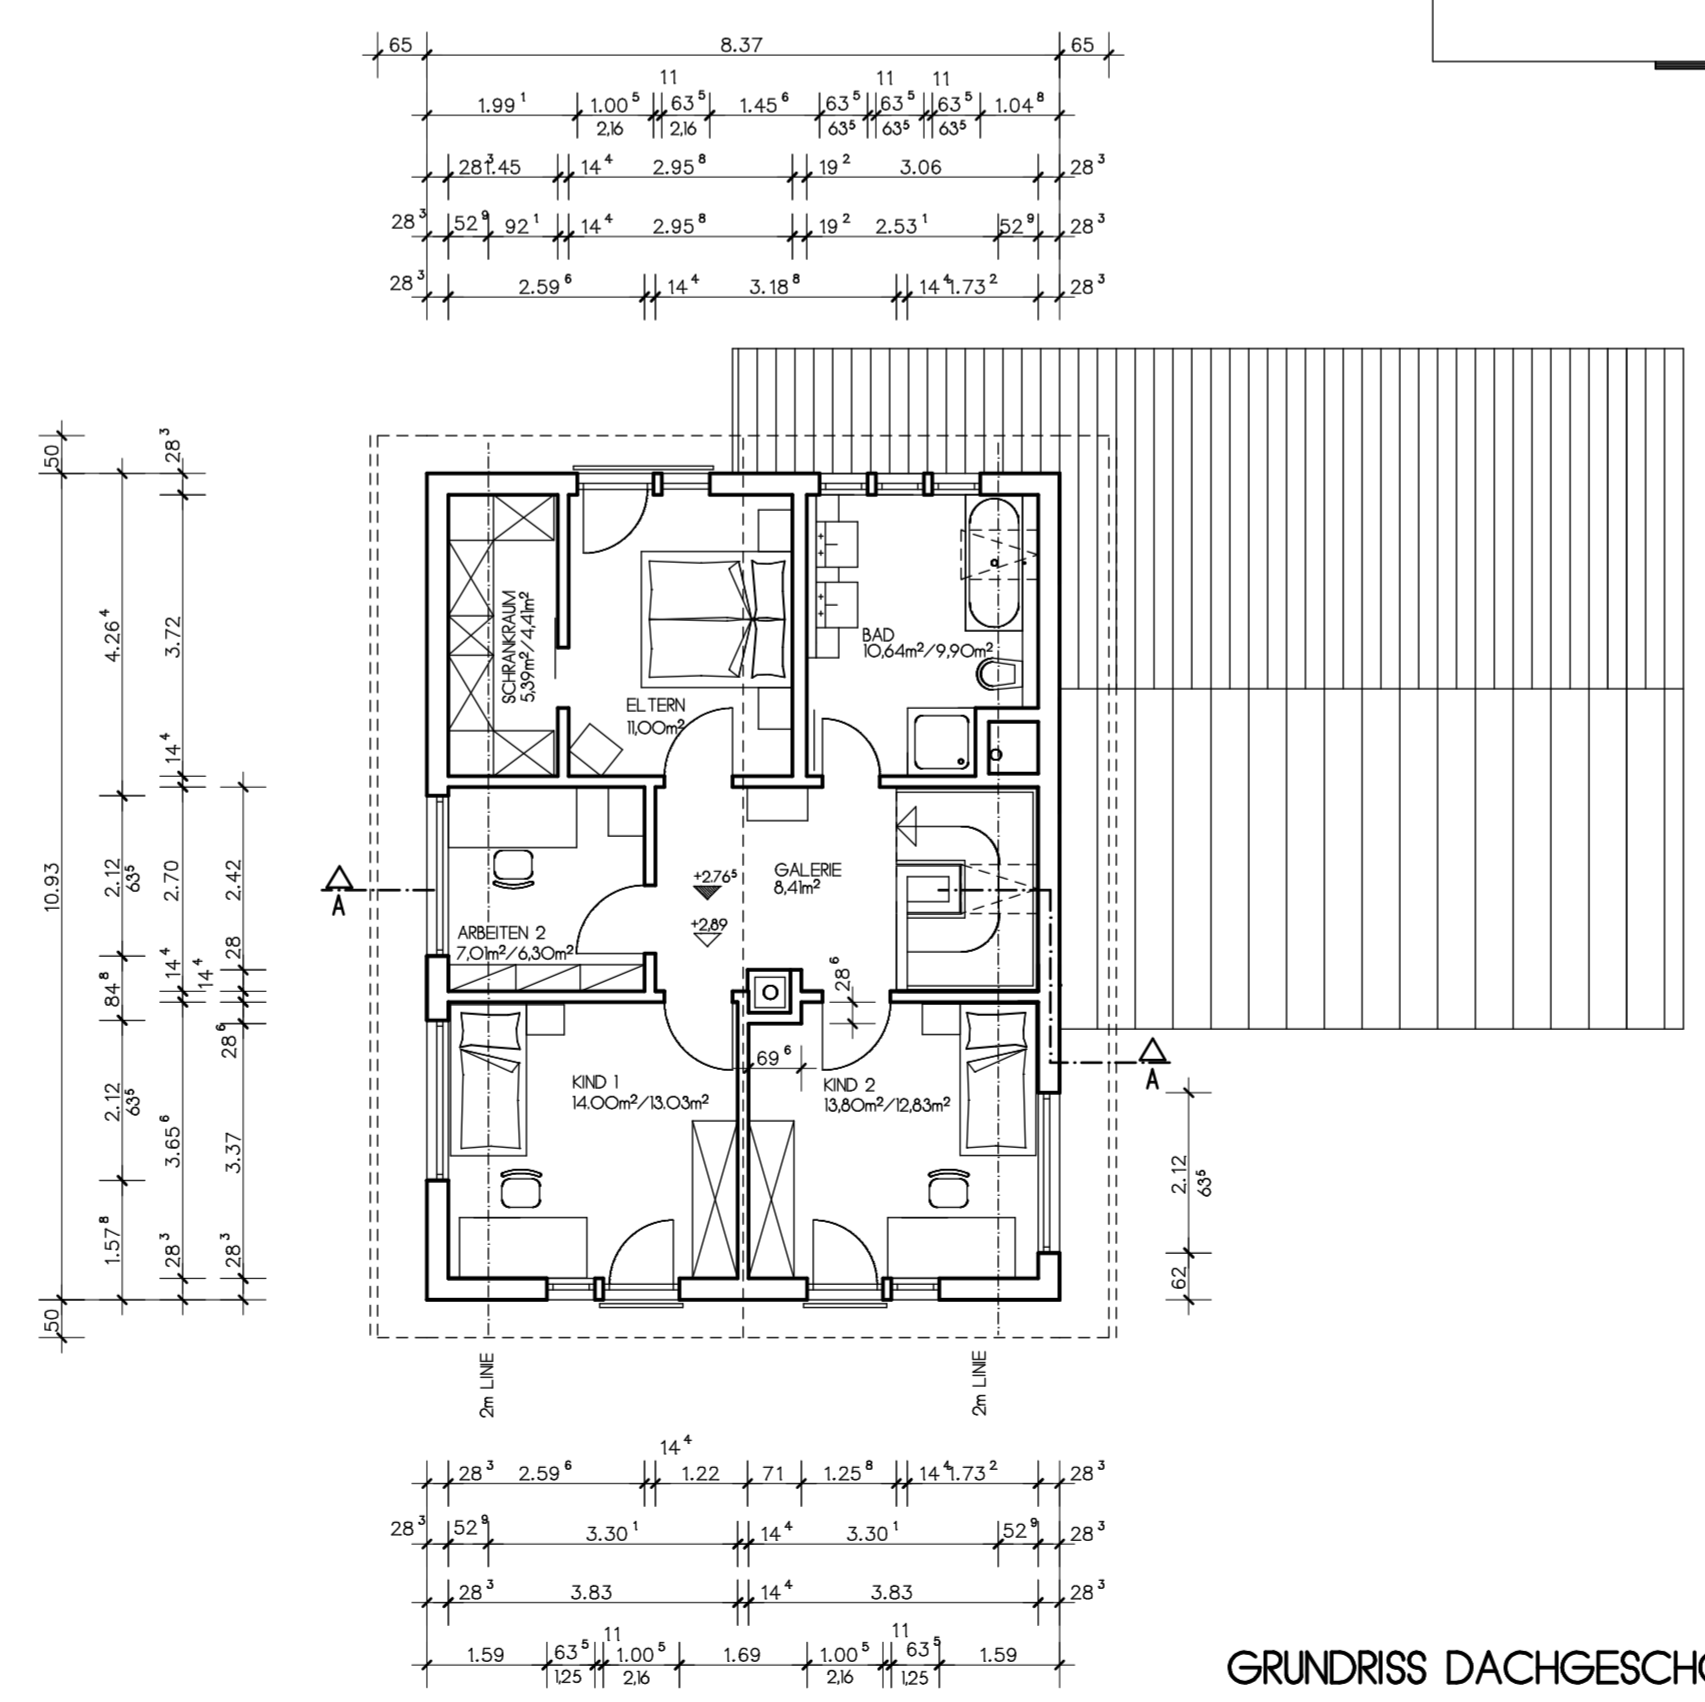 65 8.37 65
11 11 11
1.99¹ 1.00⁵ 63⁵ 1.45⁶ 63⁵ 63⁵ 63⁵ 1.04⁸
2,16 2,16 63⁵ 63⁵ 63⁵
28³ 1.45 14⁴ 2.95⁸ 19² 3.06 28³
28³ 52⁹ 92¹ 14⁴ 2.95⁸ 19² 2.53¹ 52⁹ 28³
28³ 2.59⁶ 14⁴ 3.18⁸ 14⁴ 1.73² 28³
50
10.93
50
4.26⁴
2.12
63⁵
84⁸
2.12
63⁵
1.57⁸
28³
3.72
14⁴
2.70
14⁴
3.65⁶
28³
2.42
28
14⁴
28⁶
3.37
28³
SCHRANKRAUM
5,39m²/4,41m²
ELTERN
11,00m²
BAD
10,64m²/9,90m²
GALERIE
8,41m²
+2.76⁵
+2,89
ARBEITEN 2
7,01m²/6,30m²
A
28⁶
69⁶
KIND 1
14.00m²/13.03m²
KIND 2
13,80m²/12,83m²
A
2.12
63⁵
62
2m LINIE
2m LINIE
14⁴
28³ 2.59⁶ 1.22 71 1.25⁸ 14⁴ 1.73² 28³
28³ 52⁹ 3.30¹ 14⁴ 3.30¹ 52⁹ 28³
28³ 3.83 14⁴ 3.83 28³
11 11
1.59 63⁵ 1.00⁵ 1.69 1.00⁵ 63⁵ 1.59
1,25 2,16 2,16 1,25
GRUNDRISS DACHGESCHO